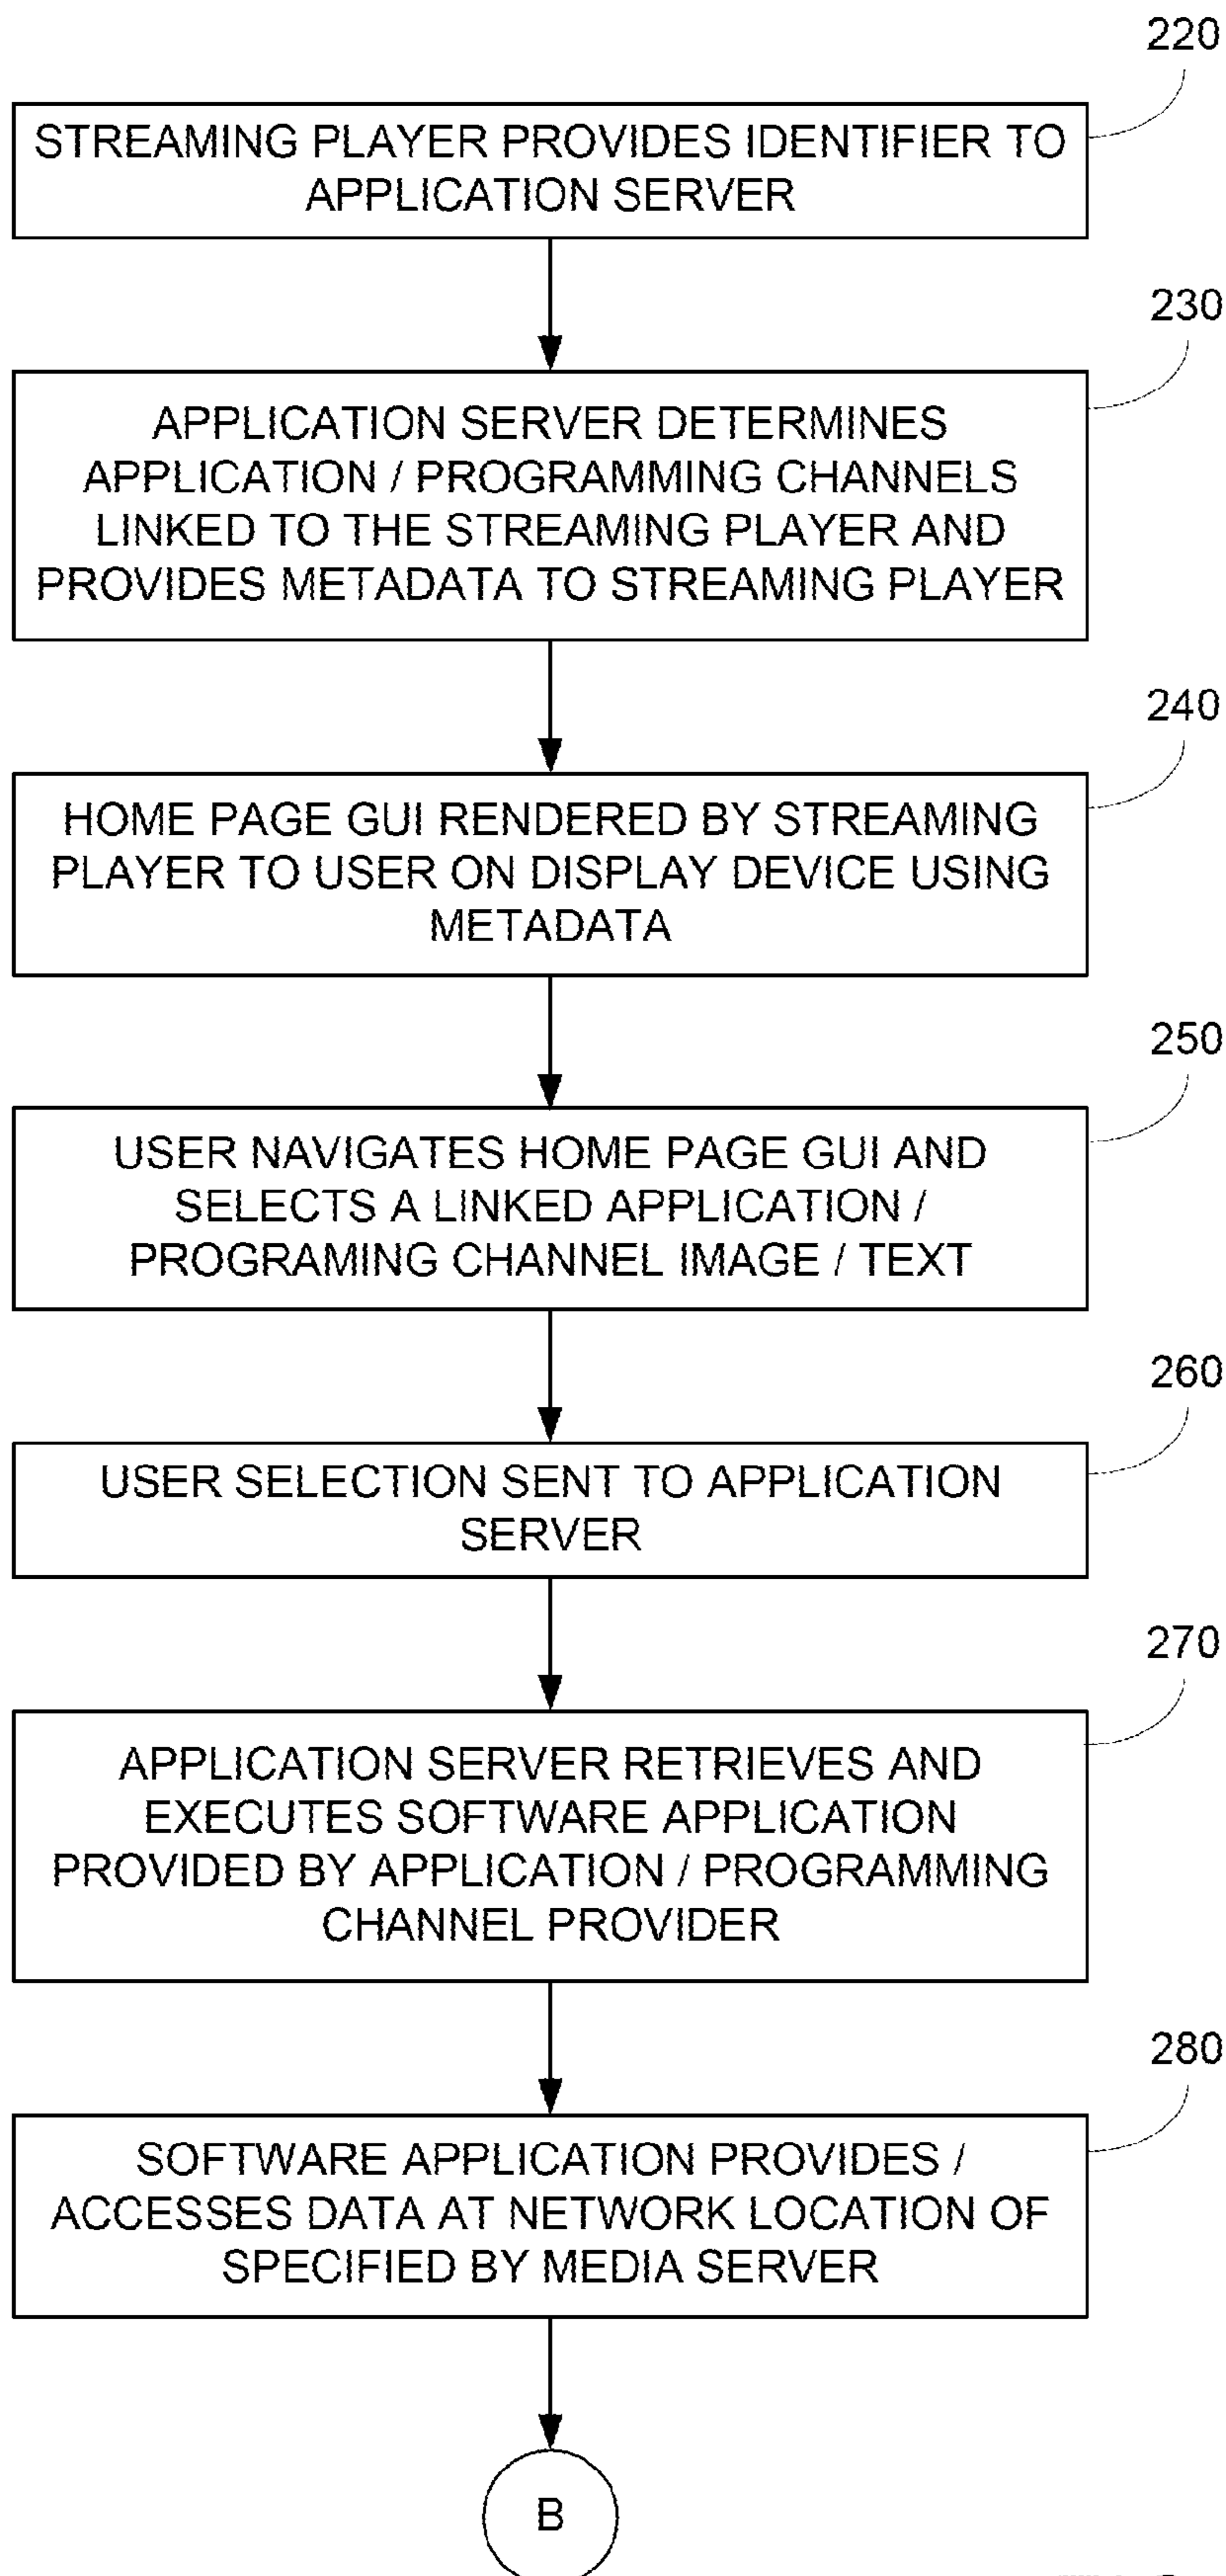 220
STREAMING PLAYER PROVIDES IDENTIFIER TO
APPLICATION SERVER
230
APPLICATION SERVER DETERMINES
APPLICATION / PROGRAMMING CHANNELS
LINKED TO THE STREAMING PLAYER AND
PROVIDES METADATA TO STREAMING PLAYER
240
HOME PAGE GUI RENDERED BY STREAMING
PLAYER TO USER ON DISPLAY DEVICE USING
METADATA
250
USER NAVIGATES HOME PAGE GUI AND
SELECTS A LINKED APPLICATION /
PROGRAMING CHANNEL IMAGE / TEXT
260
USER SELECTION SENT TO APPLICATION
SERVER
270
APPLICATION SERVER RETRIEVES AND
EXECUTES SOFTWARE APPLICATION
PROVIDED BY APPLICATION / PROGRAMMING
CHANNEL PROVIDER
280
SOFTWARE APPLICATION PROVIDES /
ACCESSES DATA AT NETWORK LOCATION OF
SPECIFIED BY MEDIA SERVER
B